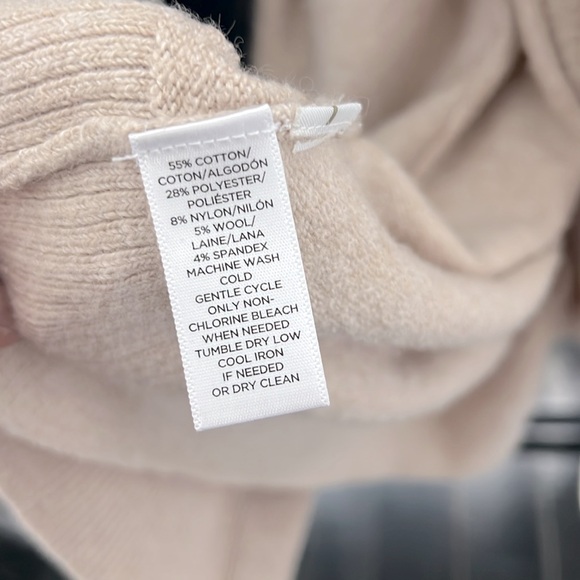 55% COTTON/
COTON/ALGODÓN
28% POLYESTER/
POLIÉSTER
8% NYLON/NILÓN
5% WOOL/
LAINE/LANA
4% SPANDEX
MACHINE WASH
COLD
GENTLE CYCLE
ONLY NON-
CHLORINE BLEACH
WHEN NEEDED
TUMBLE DRY LOW
COOL IRON
IF NEEDED
OR DRY CLEAN